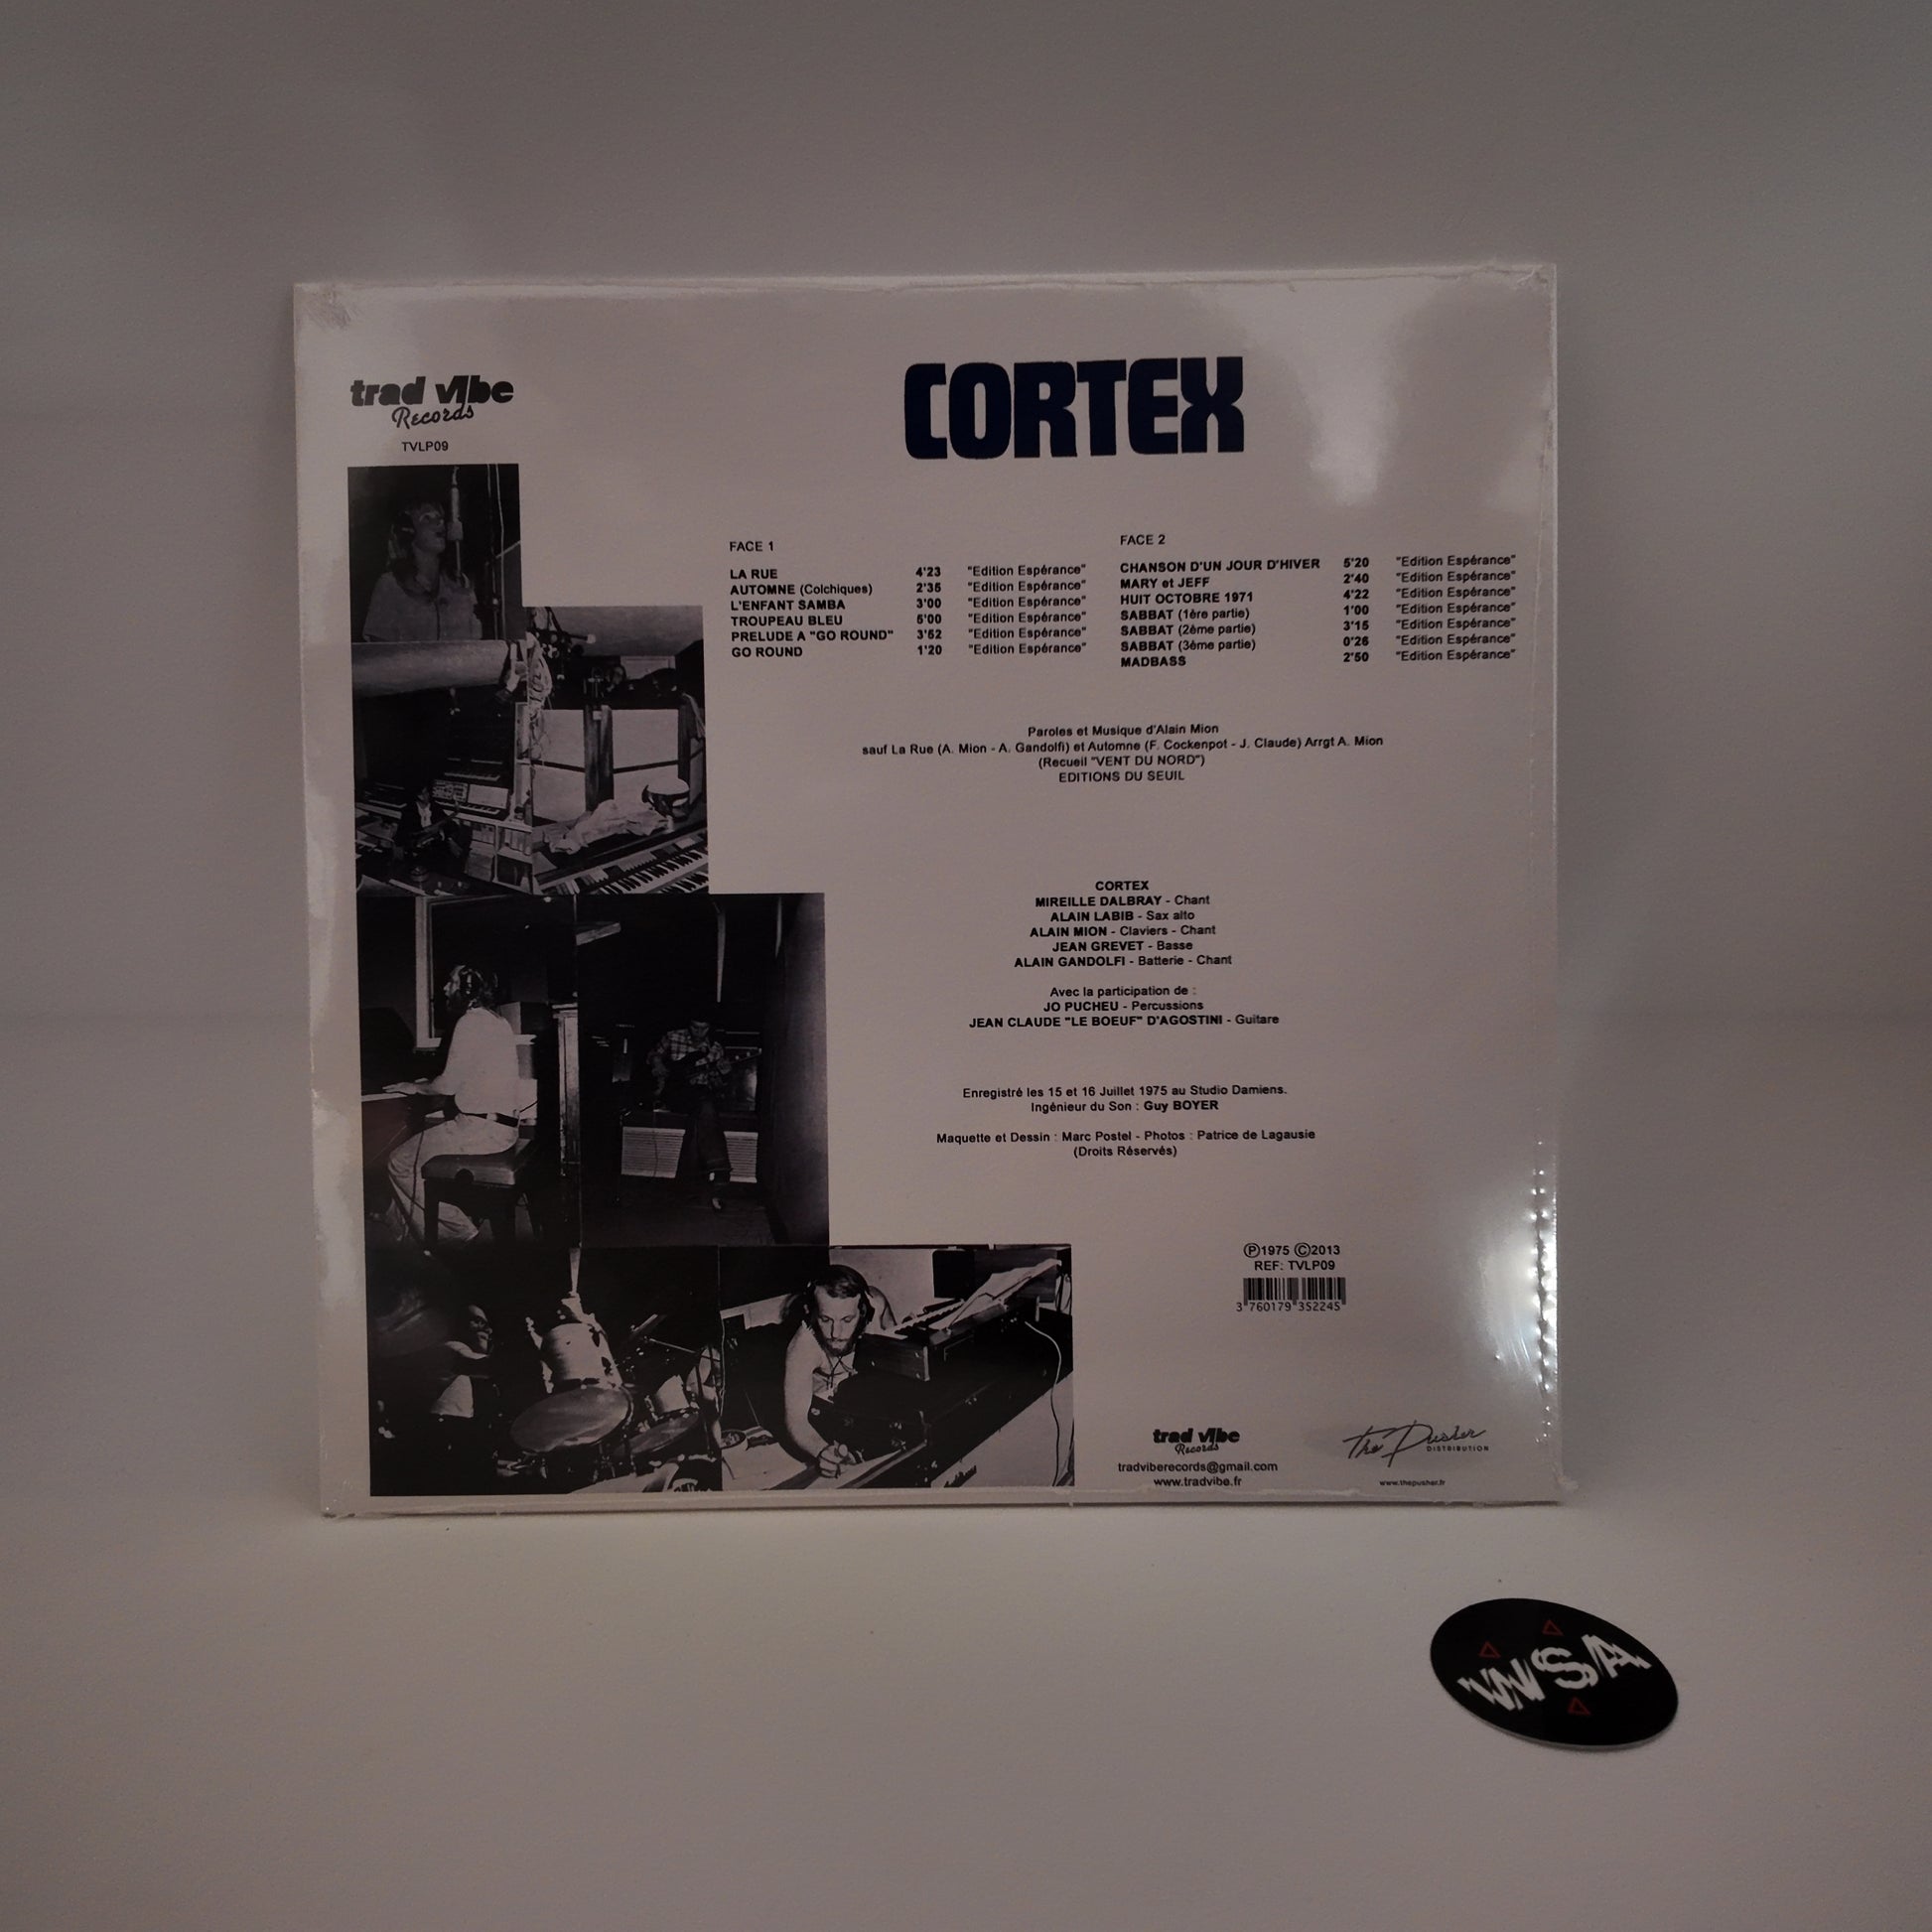 trad vibe
Records
TVLP09
CORTEX
FACE 1
LA RUE 4'23 "Edition Espérance"
AUTOMNE (Colchiques) 2'35 "Edition Espérance"
L'ENFANT SAMBA 3'00 "Edition Espérance"
TROUPEAU BLEU 5'00 "Edition Espérance"
PRELUDE A "GO ROUND" 3'52 "Edition Espérance"
GO ROUND 1'20 "Edition Espérance"
FACE 2
CHANSON D'UN JOUR D'HIVER 5'20 "Edition Espérance"
MARY et JEFF 2'40 "Edition Espérance"
HUIT OCTOBRE 1971 4'22 "Edition Espérance"
SABBAT (1ère partie) 1'00 "Edition Espérance"
SABBAT (2ème partie) 3'15 "Edition Espérance"
SABBAT (3ème partie) 0'26 "Edition Espérance"
MADBASS 2'50 "Edition Espérance"
Paroles et Musique d'Alain Mion
sauf La Rue (A. Mion - A. Gandolfi) et Automne (F. Cockenpot - J. Claude) Arrgt A. Mion
(Recueil "VENT DU NORD")
EDITIONS DU SEUIL
CORTEX
MIREILLE DALBRAY - Chant
ALAIN LABIB - Sax alto
ALAIN MION - Claviers - Chant
JEAN GREVET - Basse
ALAIN GANDOLFI - Batterie - Chant
Avec la participation de :
JO PUCHEU - Percussions
JEAN CLAUDE "LE BOEUF" D'AGOSTINI - Guitare
Enregistré les 15 et 16 Juillet 1975 au Studio Damiens.
Ingénieur du Son : Guy BOYER
Maquette et Dessin : Marc Postel - Photos : Patrice de Lagausie
(Droits Réservés)
Ⓟ1975 Ⓒ2013
REF: TVLP09
3 760179 352245
trad vibe
Records
tradviberecords@gmail.com
www.tradvibe.fr
The Pusher
DISTRIBUTION
www.thepusher.fr
WNSA